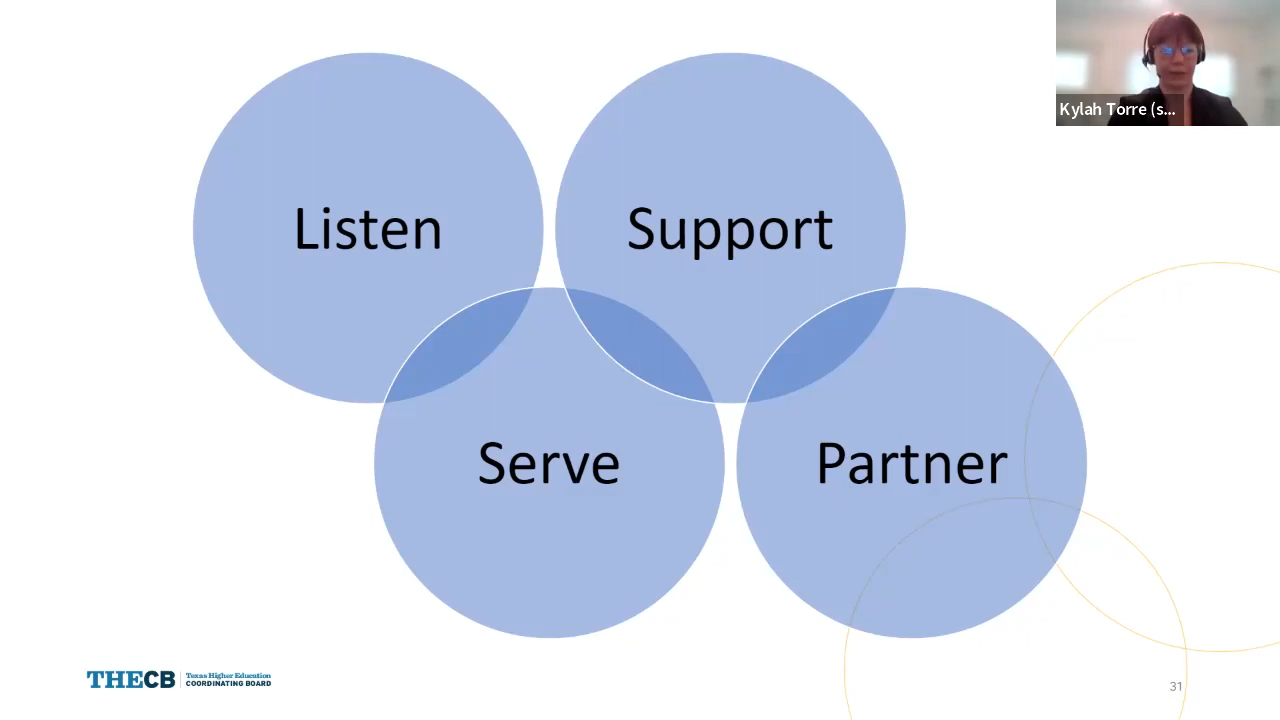 Kylah Torre (s...
Listen
Support
Serve
Partner
THECB
Texas Higher Education
COORDINATING BOARD
31